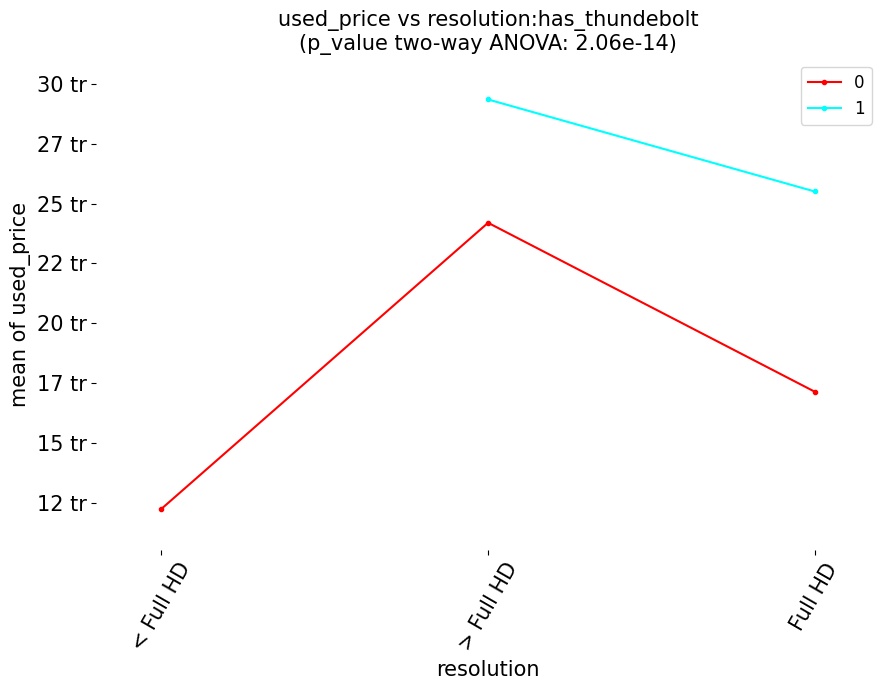 used_price vs resolution:has_thundebolt
(p_value two-way ANOVA: 2.06e-14)
0
1
30 tr
27 tr
25 tr
22 tr
20 tr
17 tr
15 tr
12 tr
mean of used_price
< Full HD
> Full HD
Full HD
resolution